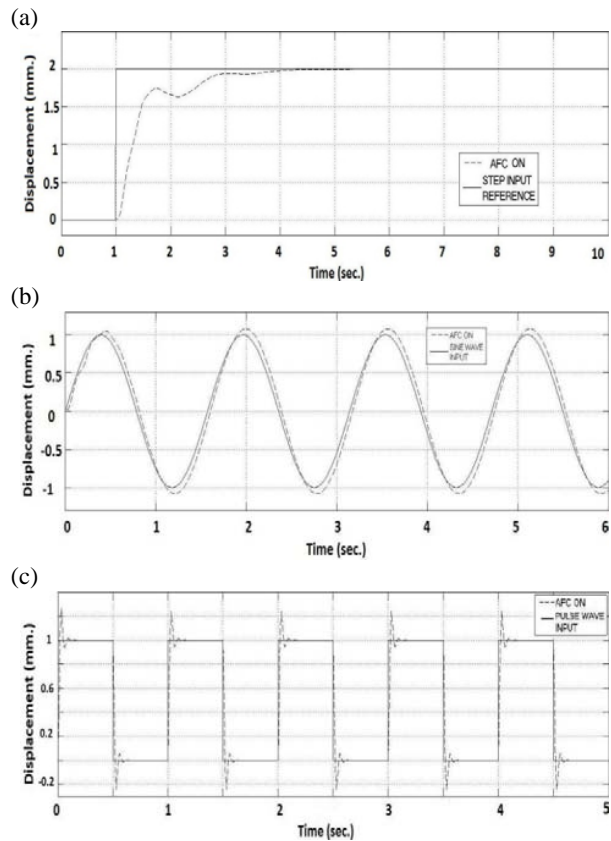 (a)
Displacement (mm.)
2
1.5
1
0.5
0
AFC ON
STEP INPUT
REFERENCE
0 1 2 3 4 5 6 7 8 9 10
Time (sec.)
(b)
Displacement (mm.)
1
0.5
0
-0.5
-1
AFC ON
SINE WAVE
INPUT
0 1 2 3 4 5 6
Time (sec.)
(c)
Displacement (mm.)
1
0.6
0.2
-0.2
AFC ON
PULSE WAVE
INPUT
0 1 2 3 4 5
Time (sec.)